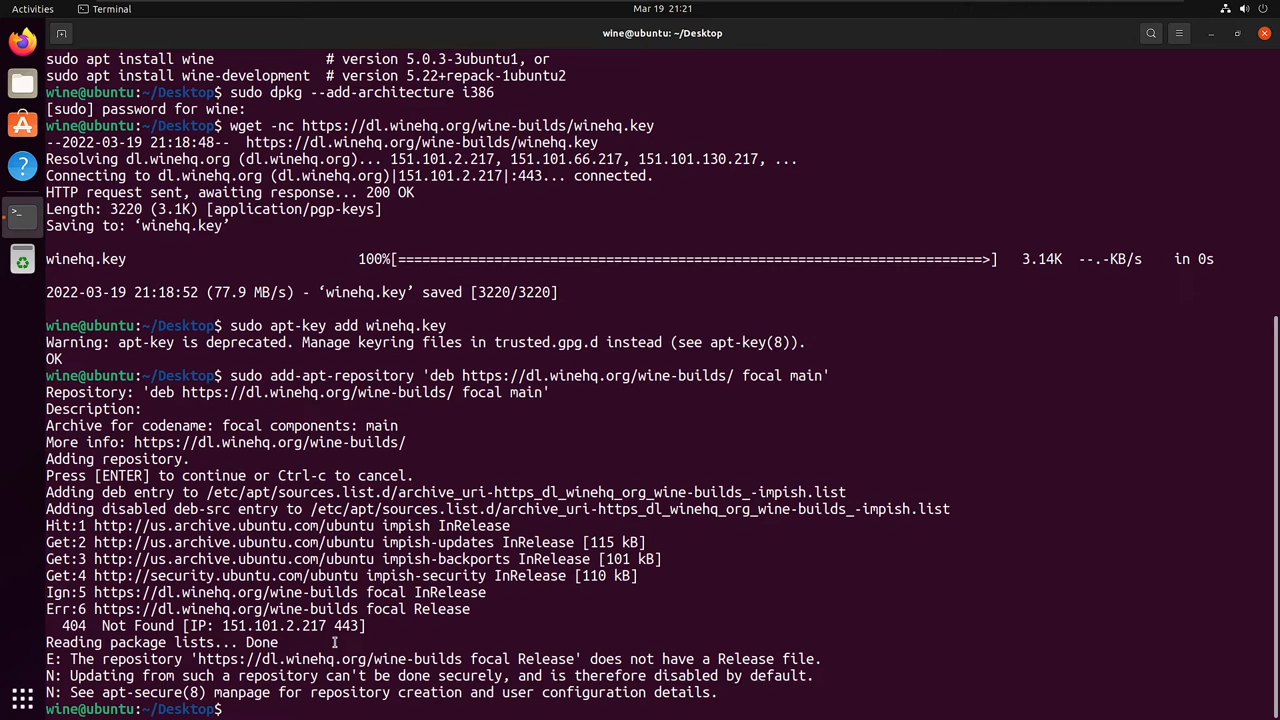 Activities
Terminal
Mar 19 21:21
wine@ubuntu: ~/Desktop
sudo apt install wine # version 5.0.3-3ubuntu1, or
sudo apt install wine-development # version 5.22+repack-1ubuntu2
wine@ubuntu:~/Desktop$ sudo dpkg --add-architecture i386
[sudo] password for wine:
wine@ubuntu:~/Desktop$ wget -nc https://dl.winehq.org/wine-builds/winehq.key
--2022-03-19 21:18:48-- https://dl.winehq.org/wine-builds/winehq.key
Resolving dl.winehq.org (dl.winehq.org)... 151.101.2.217, 151.101.66.217, 151.101.130.217, ...
Connecting to dl.winehq.org (dl.winehq.org)|151.101.2.217|:443... connected.
HTTP request sent, awaiting response... 200 OK
Length: 3220 (3.1K) [application/pgp-keys]
Saving to: ‘winehq.key’
winehq.key 100%[=========================================================================>] 3.14K --.-KB/s in 0s
2022-03-19 21:18:52 (77.9 MB/s) - ‘winehq.key’ saved [3220/3220]
wine@ubuntu:~/Desktop$ sudo apt-key add winehq.key
Warning: apt-key is deprecated. Manage keyring files in trusted.gpg.d instead (see apt-key(8)).
OK
wine@ubuntu:~/Desktop$ sudo add-apt-repository 'deb https://dl.winehq.org/wine-builds/ focal main'
Repository: 'deb https://dl.winehq.org/wine-builds/ focal main'
Description:
Archive for codename: focal components: main
More info: https://dl.winehq.org/wine-builds/
Adding repository.
Press [ENTER] to continue or Ctrl-c to cancel.
Adding deb entry to /etc/apt/sources.list.d/archive_uri-https_dl_winehq_org_wine-builds_-impish.list
Adding disabled deb-src entry to /etc/apt/sources.list.d/archive_uri-https_dl_winehq_org_wine-builds_-impish.list
Hit:1 http://us.archive.ubuntu.com/ubuntu impish InRelease
Get:2 http://us.archive.ubuntu.com/ubuntu impish-updates InRelease [115 kB]
Get:3 http://us.archive.ubuntu.com/ubuntu impish-backports InRelease [101 kB]
Get:4 http://security.ubuntu.com/ubuntu impish-security InRelease [110 kB]
Ign:5 https://dl.winehq.org/wine-builds focal InRelease
Err:6 https://dl.winehq.org/wine-builds focal Release
404 Not Found [IP: 151.101.2.217 443]
Reading package lists... Done
E: The repository 'https://dl.winehq.org/wine-builds focal Release' does not have a Release file.
N: Updating from such a repository can't be done securely, and is therefore disabled by default.
N: See apt-secure(8) manpage for repository creation and user configuration details.
wine@ubuntu:~/Desktop$